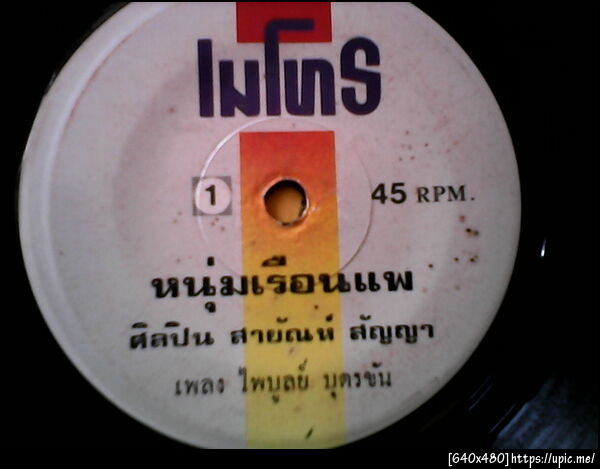 เมโทร
1
45 RPM.
หนุ่มเรือนแพ
ศิลปิน สายัณห์ สัญญา
เพลง ไพบูลย์ บุตรขัน
[640x480]https://upic.me/